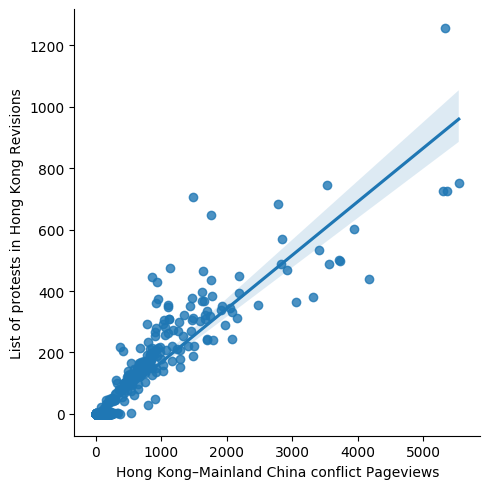 1200
1000
800
600
400
200
0
List of protests in Hong Kong Revisions
0 1000 2000 3000 4000 5000
Hong Kong–Mainland China conflict Pageviews